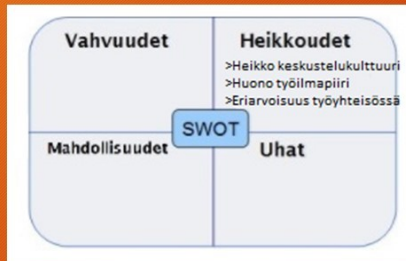 Vahvuudet
Heikkoudet
>Heikko keskustelukulttuuri
>Huono työilmapiiri
>Eriarvoisuus työyhteisössä
SWOT
Mahdollisuudet
Uhat